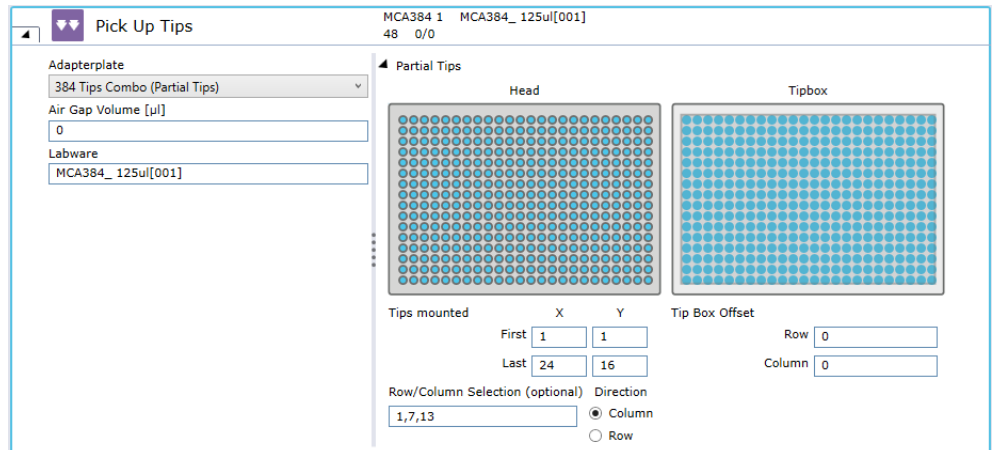 Pick Up Tips
MCA384 1 MCA384_ 125ul[001]
48 0/0
Adapterplate
384 Tips Combo (Partial Tips)
Air Gap Volume [µl]
0
Labware
MCA384_ 125ul[001]
Partial Tips
Head
Tipbox
Tips mounted X Y
First 1 1
Last 24 16
Tip Box Offset
Row 0
Column 0
Row/Column Selection (optional)
1,7,13
Direction
Column
Row